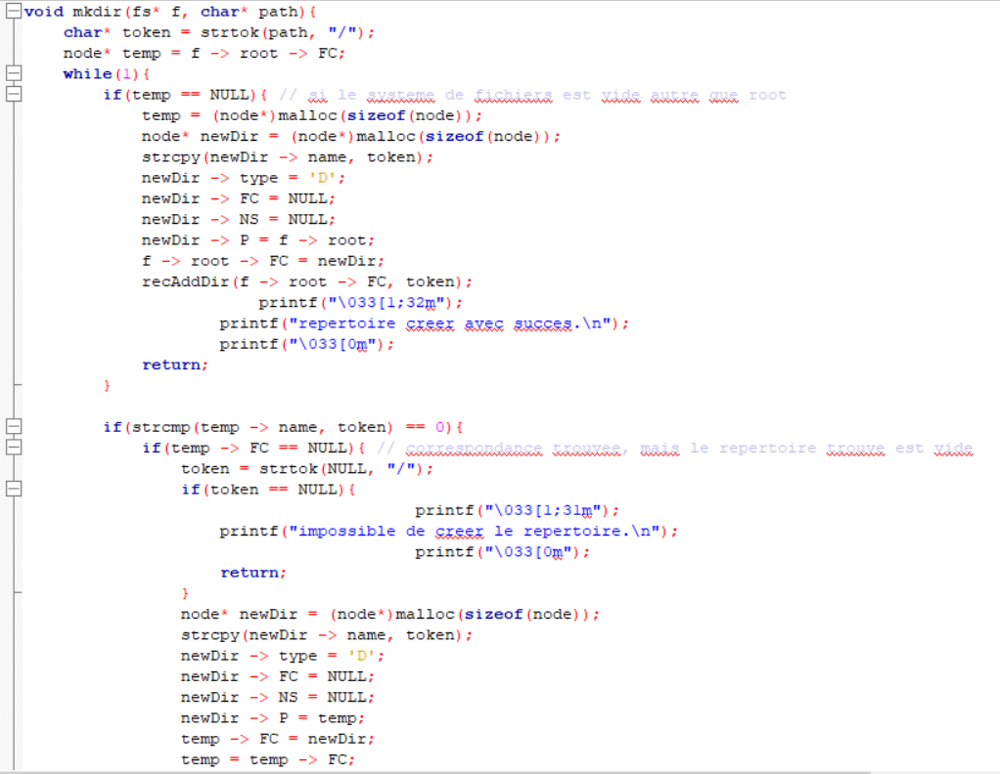 void mkdir(fs* f, char* path){
    char* token = strtok(path, "/");
    node* temp = f -> root -> FC;
    while(1){
        if(temp == NULL){ // si le systeme de fichiers est vide autre que root
            temp = (node*)malloc(sizeof(node));
            node* newDir = (node*)malloc(sizeof(node));
            strcpy(newDir -> name, token);
            newDir -> type = 'D';
            newDir -> FC = NULL;
            newDir -> NS = NULL;
            newDir -> P = f -> root;
            f -> root -> FC = newDir;
            recAddDir(f -> root -> FC, token);
                        printf("\033[1;32m");
                    printf("repertoire creer avec succes.\n");
                    printf("\033[0m");
            return;
        }

        if(strcmp(temp -> name, token) == 0){
            if(temp -> FC == NULL){ // correspondance trouvee, mais le repertoire trouve est vide
                token = strtok(NULL, "/");
                if(token == NULL){
                                        printf("\033[1;31m");
                    printf("impossible de creer le repertoire.\n");
                                        printf("\033[0m");
                    return;
                }
                node* newDir = (node*)malloc(sizeof(node));
                strcpy(newDir -> name, token);
                newDir -> type = 'D';
                newDir -> FC = NULL;
                newDir -> NS = NULL;
                newDir -> P = temp;
                temp -> FC = newDir;
                temp = temp -> FC;